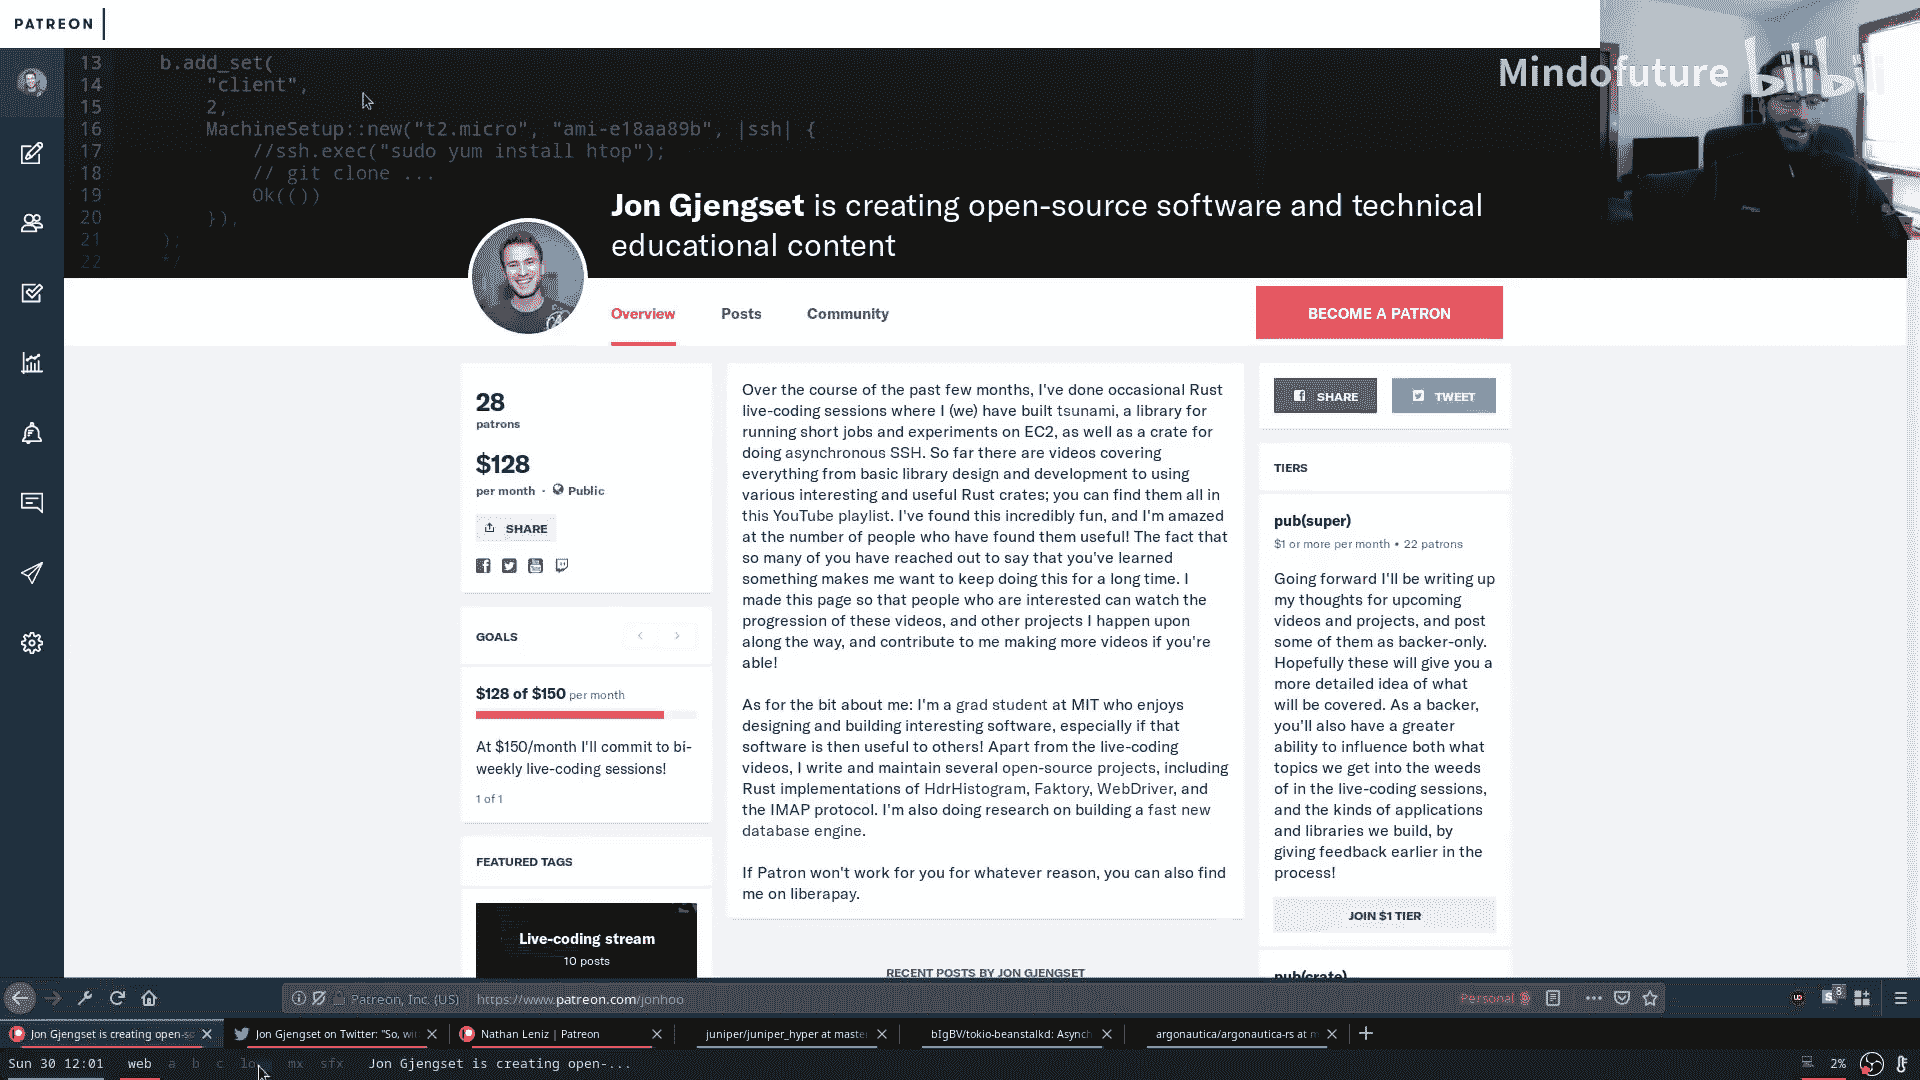 PATREON
Mindofuture bilibili
13 b.add_set(
14 "client",
15 2,
16 MachineSetup::new("t2.micro", "ami-e18aa89b", |ssh| {
17 //ssh.exec("sudo yum install htop");
18 // git clone ...
19 Ok(())
20 }),
21 );
22 */
Jon Gjengset is creating open-source software and technical
educational content
Overview Posts Community
BECOME A PATRON
28
patrons
$128
per month · Public
SHARE
GOALS
$128 of $150 per month
At $150/month I'll commit to bi-
weekly live-coding sessions!
1 of 1
FEATURED TAGS
Live-coding stream
10 posts
Over the course of the past few months, I've done occasional Rust
live-coding sessions where I (we) have built tsunami, a library for
running short jobs and experiments on EC2, as well as a crate for
doing asynchronous SSH. So far there are videos covering
everything from basic library design and development to using
various interesting and useful Rust crates; you can find them all in
this YouTube playlist. I've found this incredibly fun, and I'm amazed
at the number of people who have found them useful! The fact that
so many of you have reached out to say that you've learned
something makes me want to keep doing this for a long time. I
made this page so that people who are interested can watch the
progression of these videos, and other projects I happen upon
along the way, and contribute to me making more videos if you're
able!
As for the bit about me: I'm a grad student at MIT who enjoys
designing and building interesting software, especially if that
software is then useful to others! Apart from the live-coding
videos, I write and maintain several open-source projects, including
Rust implementations of HdrHistogram, Faktory, WebDriver, and
the IMAP protocol. I'm also doing research on building a fast new
database engine.
If Patron won't work for you for whatever reason, you can also find
me on liberapay.
RECENT POSTS BY JON GJENGSET
SHARE TWEET
TIERS
pub(super)
$1 or more per month • 22 patrons
Going forward I'll be writing up
my thoughts for upcoming
videos and projects, and post
some of them as backer-only.
Hopefully these will give you a
more detailed idea of what
will be covered. As a backer,
you'll also have a greater
ability to influence both what
topics we get into the weeds
of in the live-coding sessions,
and the kinds of applications
and libraries we build, by
giving feedback earlier in the
process!
JOIN $1 TIER
pub(crate)
Patreon, Inc. (US) https://www.patreon.com/jonhoo Personal 8
Jon Gjengset is creating open-so Jon Gjengset on Twitter: "So, wi Nathan Leniz | Patreon juniper/juniper_hyper at maste bIgBV/tokio-beanstalkd: Asynch argonautica/argonautica-rs at m
Sun 30 12:01 web a b c mx sfx Jon Gjengset is creating open-... 2%